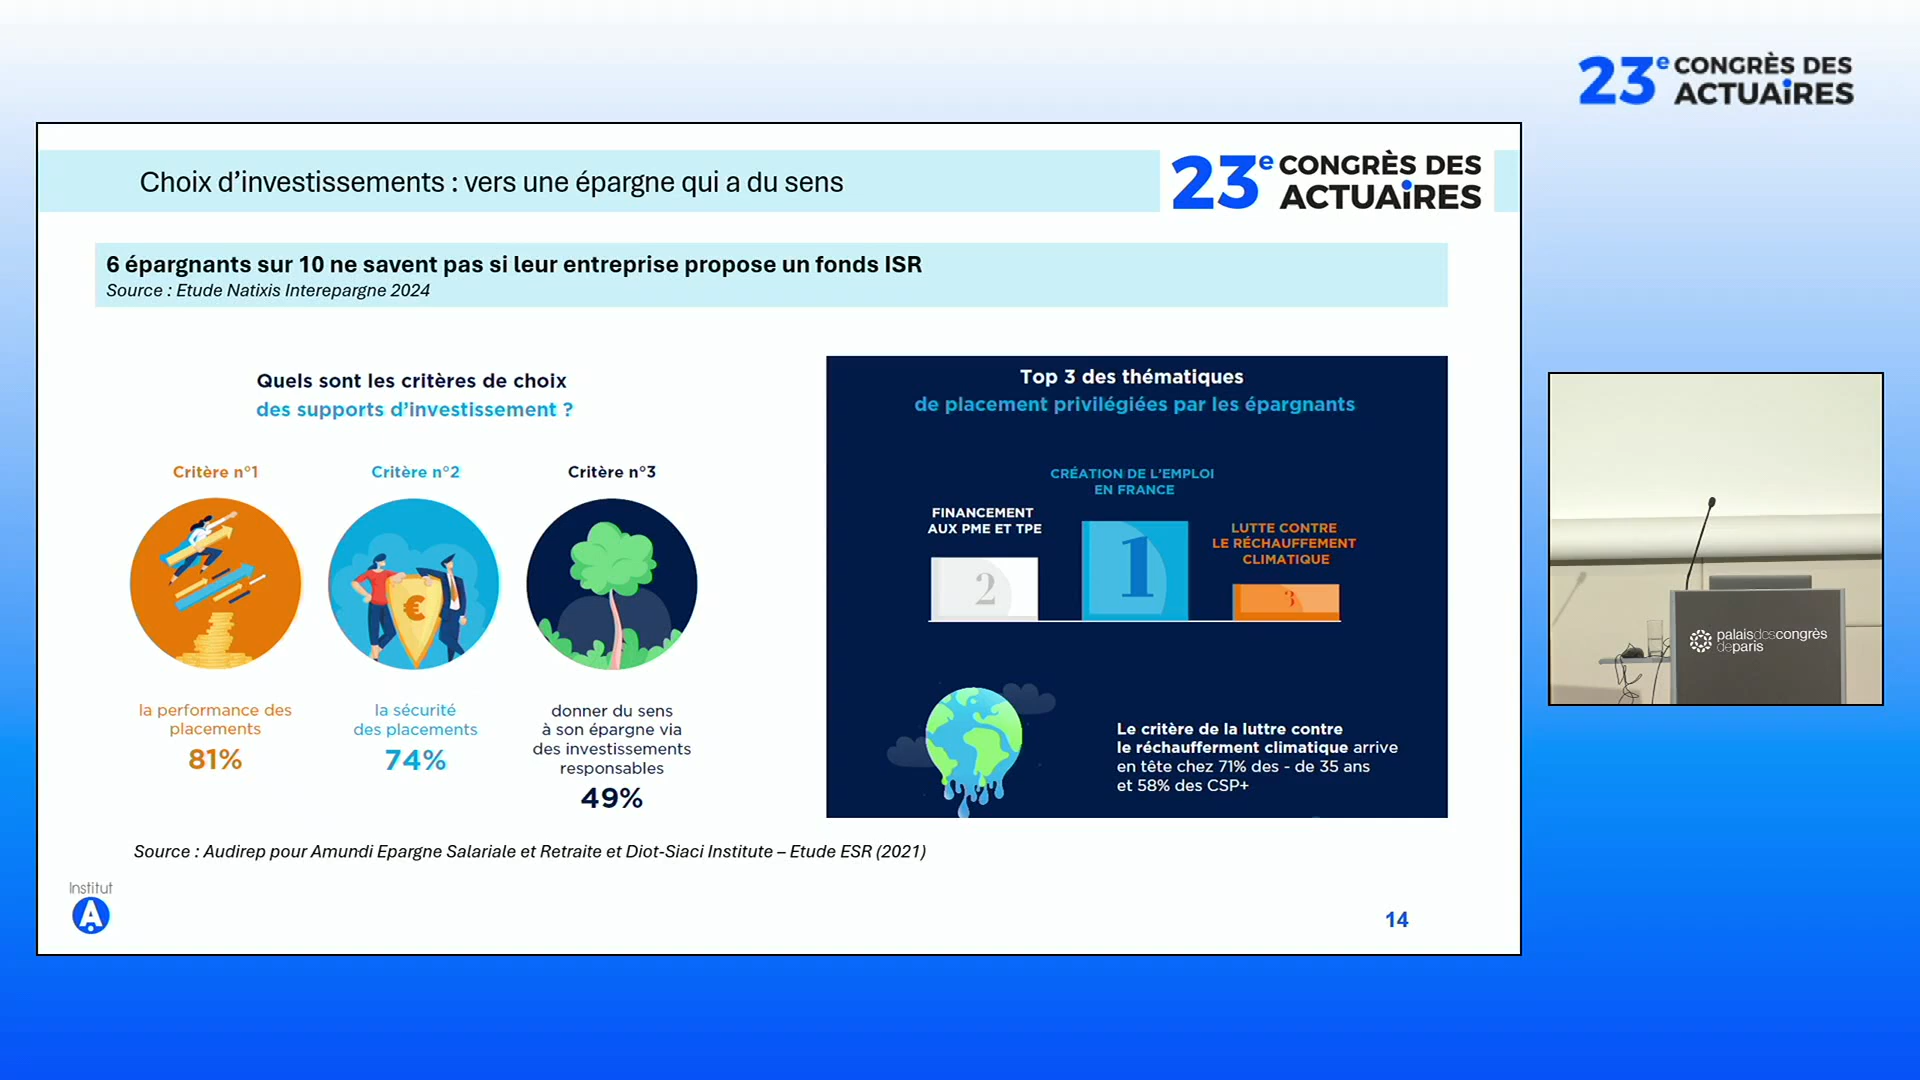 23e CONGRÈS DES
ACTUAiRES
Choix d'investissements : vers une épargne qui a du sens
23e CONGRÈS DES
ACTUAiRES
6 épargnants sur 10 ne savent pas si leur entreprise propose un fonds ISR
Source : Etude Natixis Interepargne 2024
Quels sont les critères de choix
des supports d'investissement ?
Critère n°1
Critère n°2
Critère n°3
€
la performance des
placements
81%
la sécurité
des placements
74%
donner du sens
à son épargne via
des investissements
responsables
49%
Top 3 des thématiques
de placement privilégiées par les épargnants
FINANCEMENT
AUX PME ET TPE
2
CRÉATION DE L'EMPLOI
EN FRANCE
1
LUTTE CONTRE
LE RÉCHAUFFEMENT
CLIMATIQUE
3
Le critère de la luttre contre
le réchaufferment climatique arrive
en tête chez 71% des - de 35 ans
et 58% des CSP+
Source : Audirep pour Amundi Epargne Salariale et Retraite et Diot-Siaci Institute – Etude ESR (2021)
Institut
A
14
palaisdescongrès
deparis